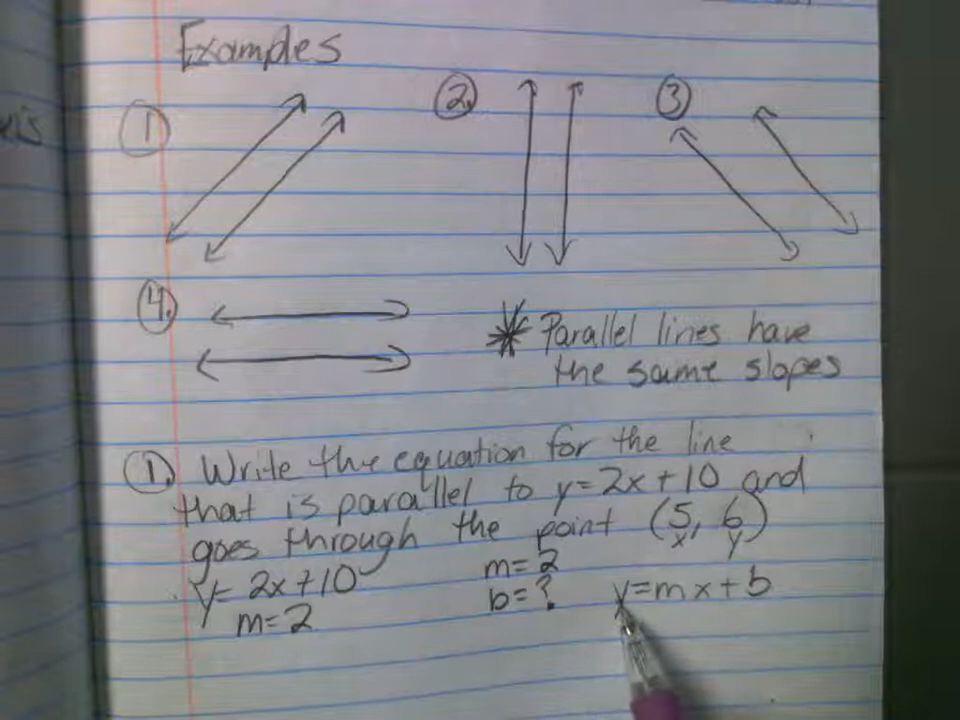 Examples
1
2.
3
4.
* Parallel lines have
the same slopes
1. Write the equation for the line
that is parallel to y=2x+10 and
goes through the point (5, 6)
x y
y=2x+10
m=2
m=2
b=?
y=mx+b